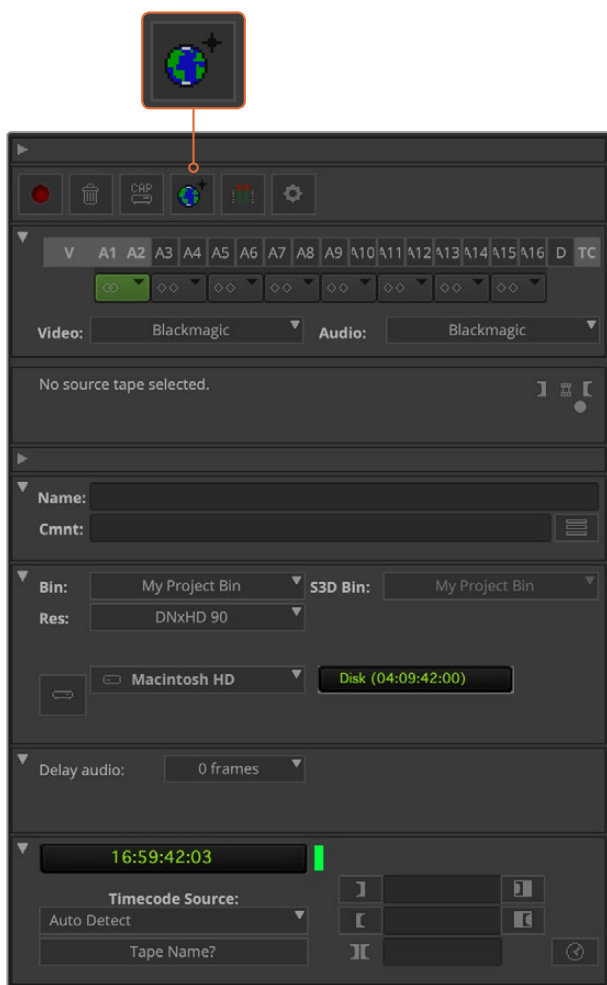 CAP
V A1 A2 A3 A4 A5 A6 A7 A8 A9 A10 A11 A12 A13 A14 A15 A16 D TC
Video: Blackmagic Audio: Blackmagic
No source tape selected.
Name:
Cmnt:
Bin: My Project Bin S3D Bin: My Project Bin
Res: DNxHD 90
Macintosh HD Disk (04:09:42:00)
Delay audio: 0 frames
16:59:42:03
Timecode Source:
Auto Detect
Tape Name?